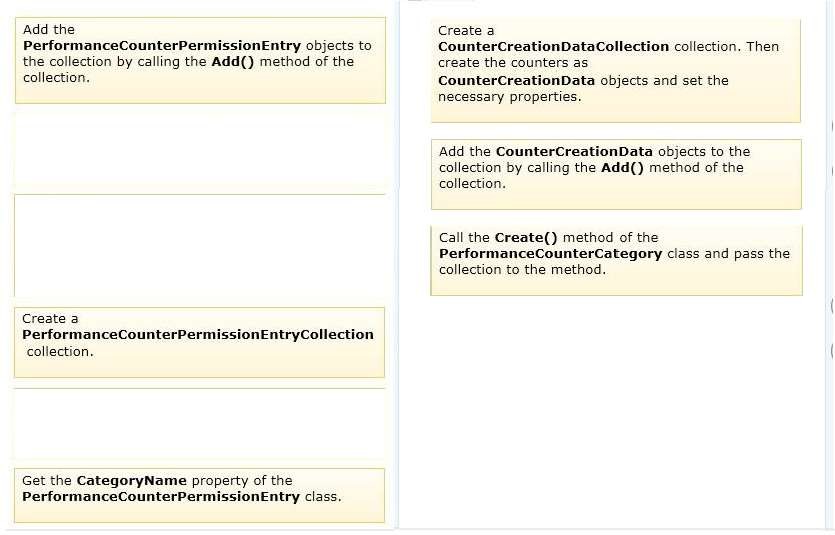 Add the
PerformanceCounterPermissionEntry objects to
the collection by calling the Add() method of the
collection.
Create a
PerformanceCounterPermissionEntryCollection
collection.
Get the CategoryName property of the
PerformanceCounterPermissionEntry class.
Create a
CounterCreationDataCollection collection. Then
create the counters as
CounterCreationData objects and set the
necessary properties.
Add the CounterCreationData objects to the
collection by calling the Add() method of the
collection.
Call the Create() method of the
PerformanceCounterCategory class and pass the
collection to the method.